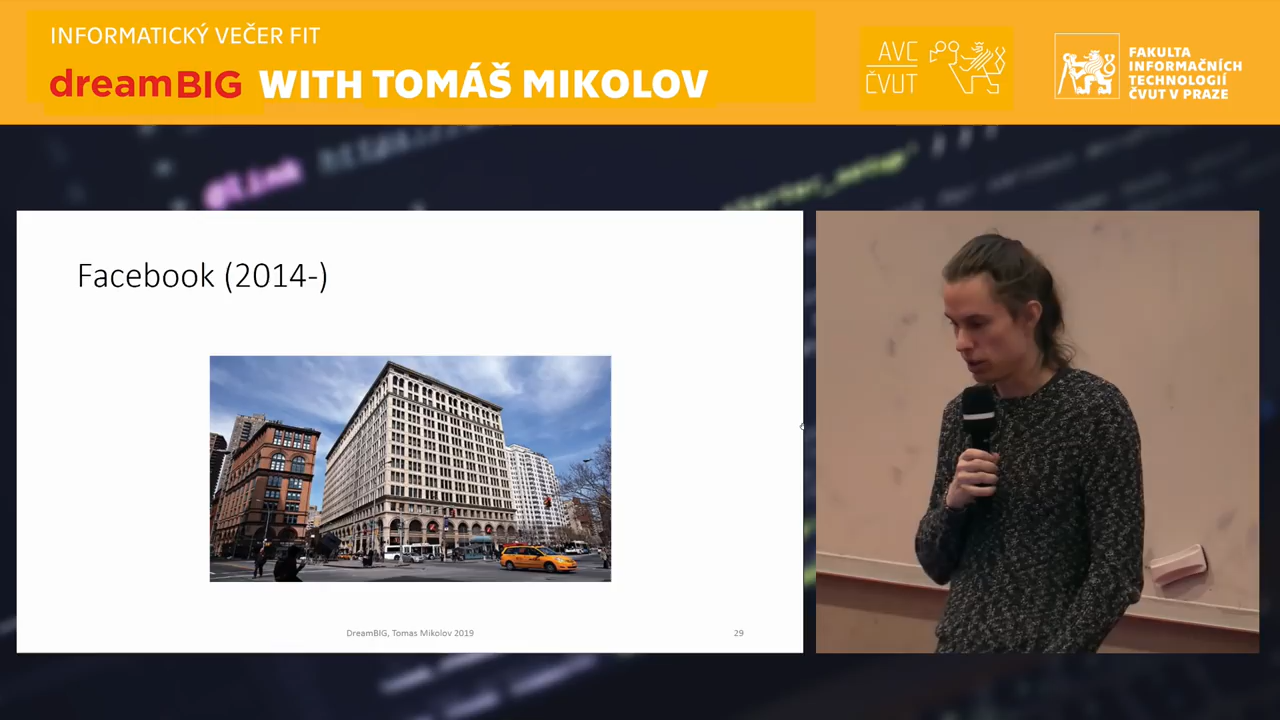 INFORMATICKÝ VEČER FIT
dreamBIG WITH TOMÁŠ MIKOLOV
AVC
ČVUT
FAKULTA
INFORMAČNÍCH
TECHNOLOGIÍ
ČVUT V PRAZE
@link
Facebook (2014-)
DreamBIG, Tomas Mikolov 2019
29